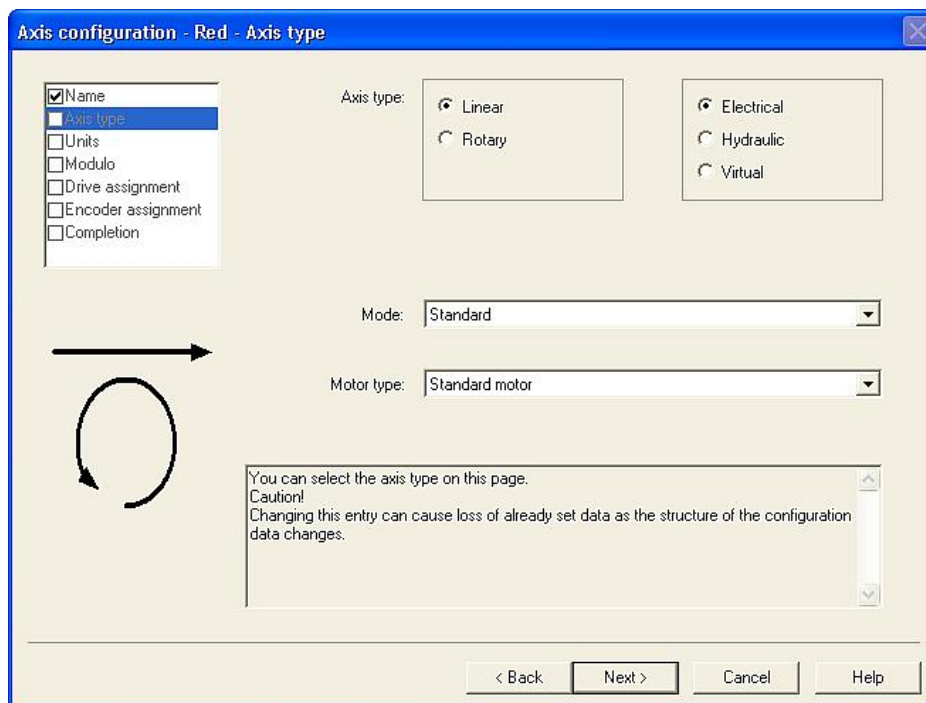 Axis configuration - Red - Axis type
Name
Axis type
Units
Modulo
Drive assignment
Encoder assignment
Completion
Axis type:
Linear
Rotary
Electrical
Hydraulic
Virtual
Mode:
Standard
Motor type:
Standard motor
You can select the axis type on this page.
Caution!
Changing this entry can cause loss of already set data as the structure of the configuration
data changes.
< Back
Next >
Cancel
Help